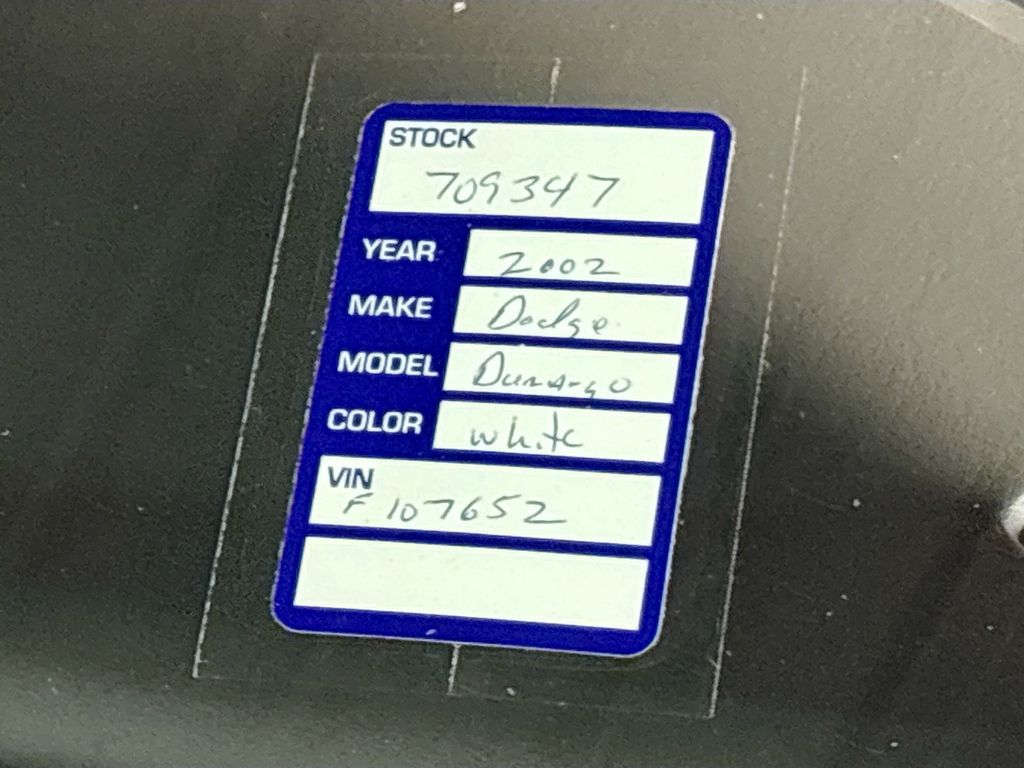 STOCK
709347
YEAR 2002
MAKE Dodge
MODEL Durango
COLOR white
VIN
F107652